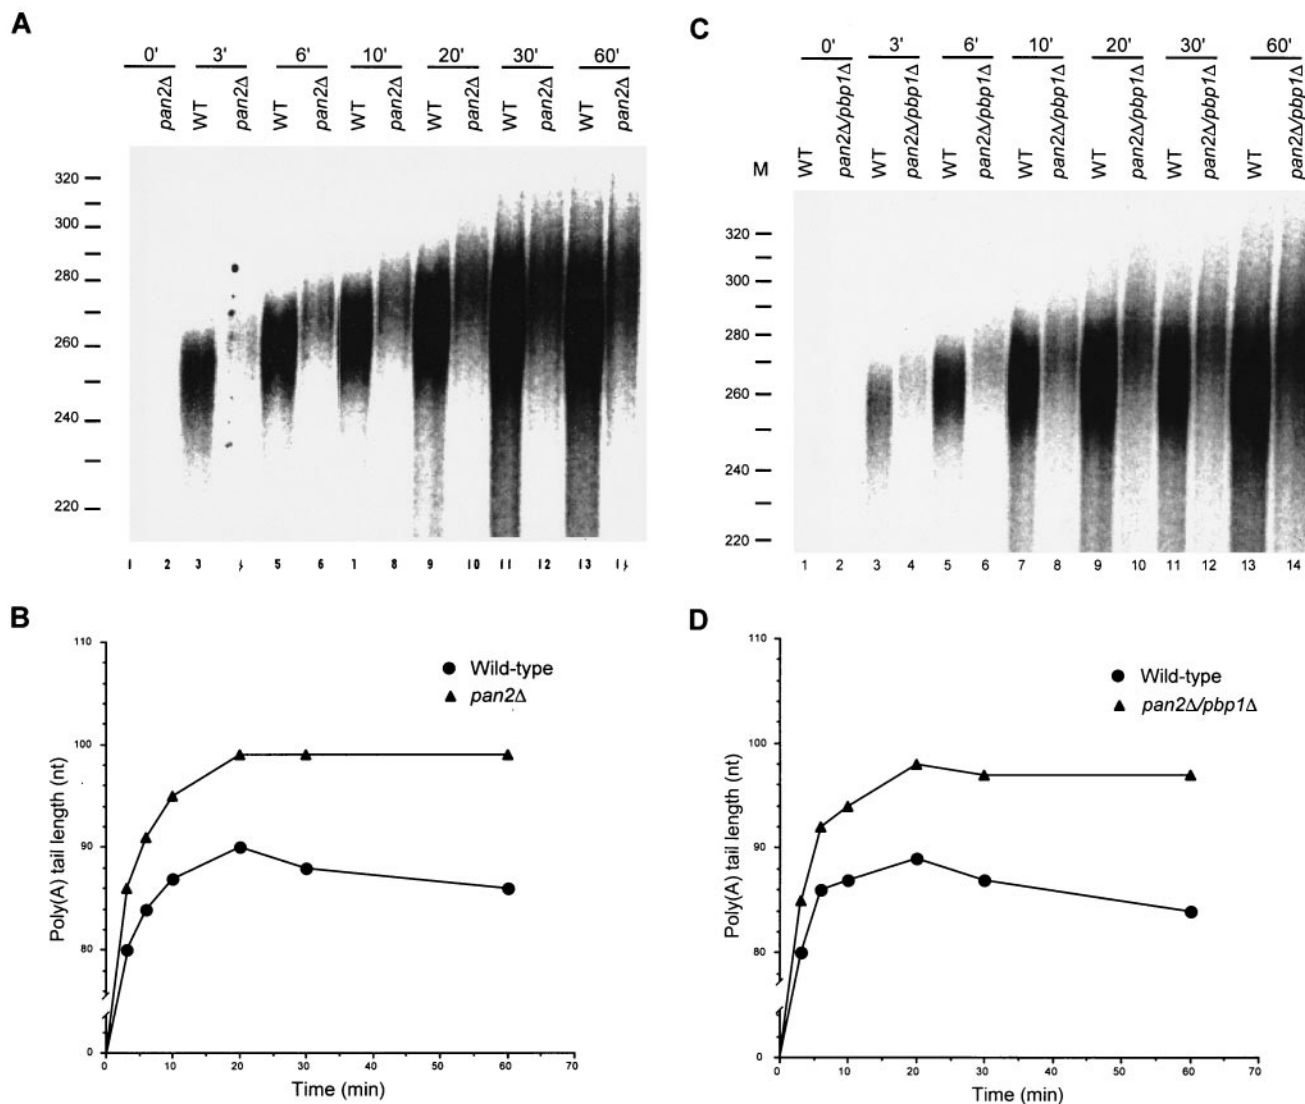 A
0' 3' 6' 10' 20' 30' 60'
pan2Δ WT pan2Δ WT pan2Δ WT pan2Δ WT pan2Δ WT pan2Δ WT pan2Δ
320
300
280
260
240
220
1 2 3 5 6 7 8 9 10 11 12 13
C
0' 3' 6' 10' 20' 30' 60'
M WT pan2Δ/pbp1Δ WT pan2Δ/pbp1Δ WT pan2Δ/pbp1Δ WT pan2Δ/pbp1Δ WT pan2Δ/pbp1Δ WT pan2Δ/pbp1Δ WT pan2Δ/pbp1Δ
320
300
280
260
240
220
1 2 3 4 5 6 7 8 9 10 11 12 13 14
B
Poly(A) tail length (nt)
110
100
90
80
0
Wild-type
pan2Δ
0 10 20 30 40 50 60 70
Time (min)
D
Poly(A) tail length (nt)
110
100
90
80
0
Wild-type
pan2Δ/pbp1Δ
0 10 20 30 40 50 60 70
Time (min)